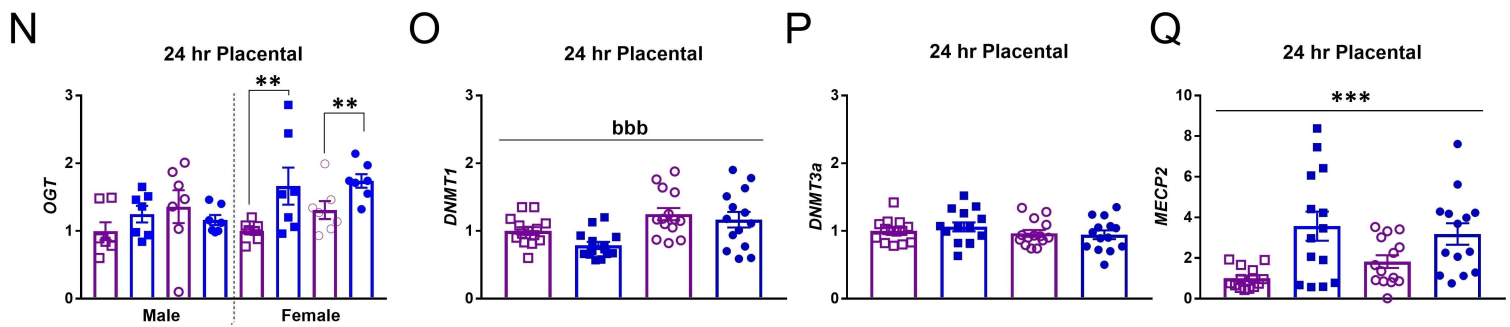 N
24 hr Placental
**
**
OGT
3
2
1
0
Male
Female
O
24 hr Placental
bbb
DNMT1
3
2
1
0
P
24 hr Placental
DNMT3a
3
2
1
0
Q
24 hr Placental
***
MECP2
10
8
6
4
2
0